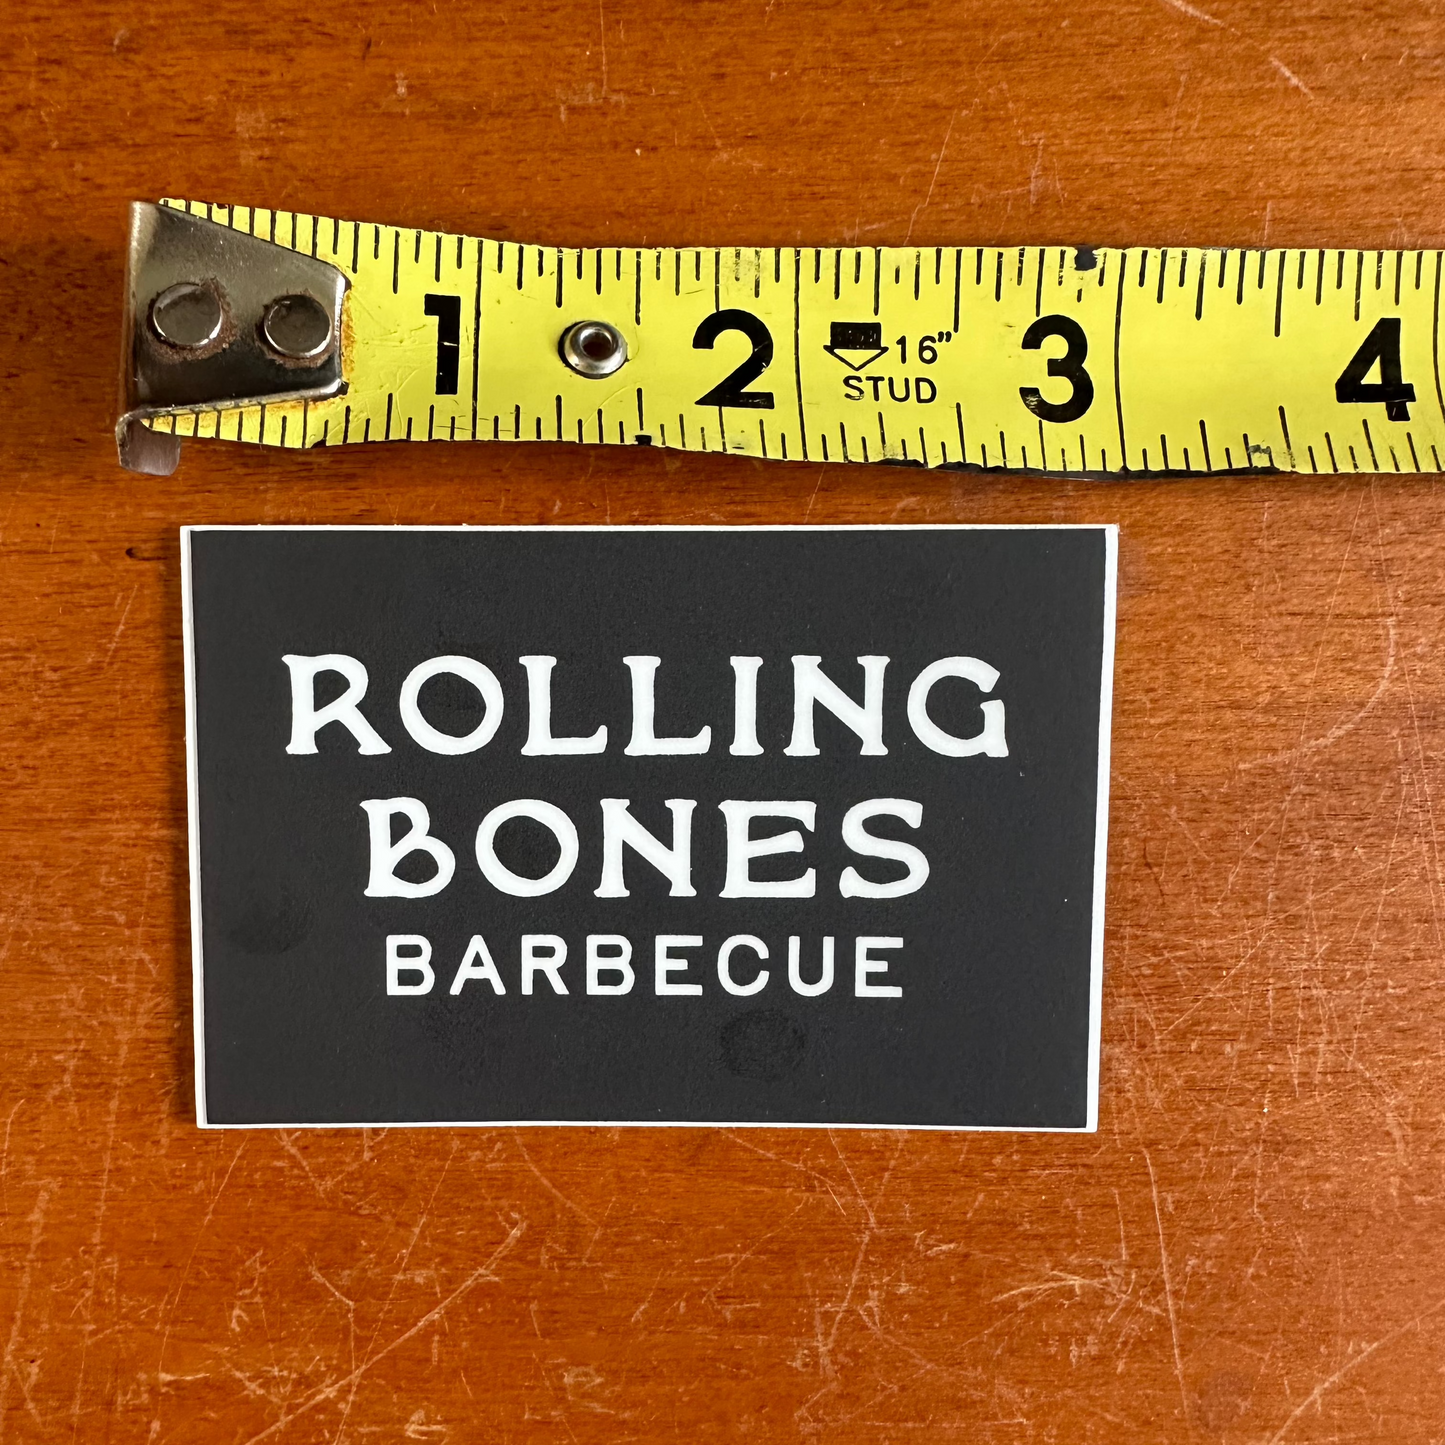 1 2 16" 3 4
STUD
ROLLING
BONES
BARBECUE